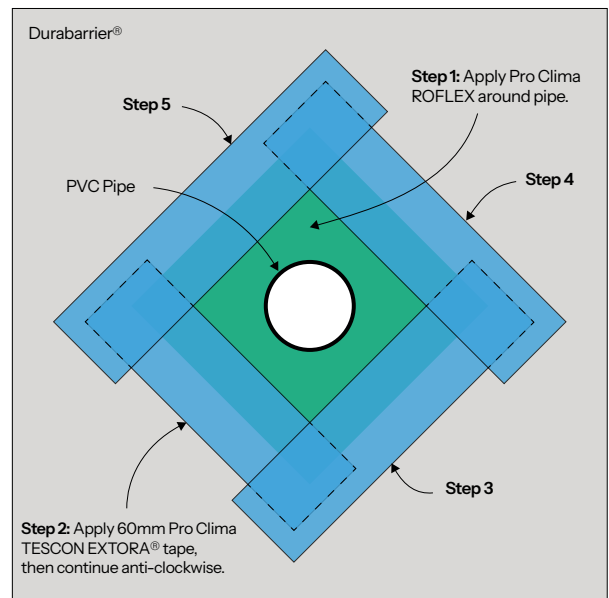 Durabarrier®
Step 1: Apply Pro Clima
ROFLEX around pipe.
Step 5
Step 4
PVC Pipe
Step 3
Step 2: Apply 60mm Pro Clima
TESCON EXTORA® tape,
then continue anti-clockwise.